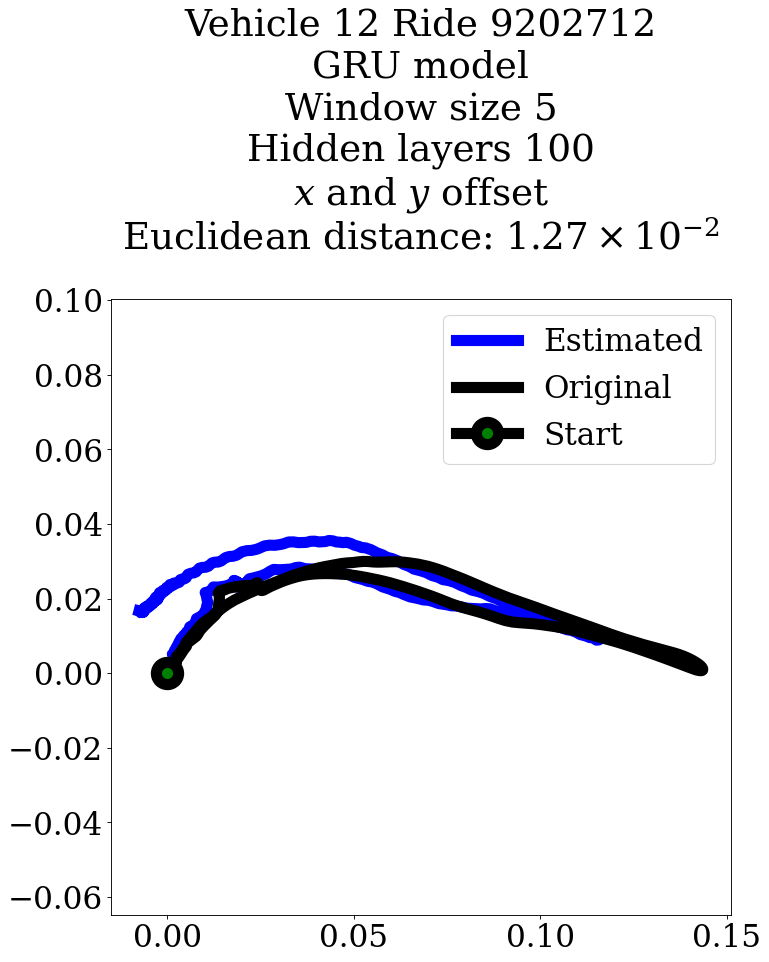 Vehicle 12 Ride 9202712
GRU model
Window size 5
Hidden layers 100
x and y offset
Euclidean distance: 1.27 × 10⁻²
0.10
0.08
0.06
0.04
0.02
0.00
−0.02
−0.04
−0.06
Estimated
Original
Start
0.00 0.05 0.10 0.15